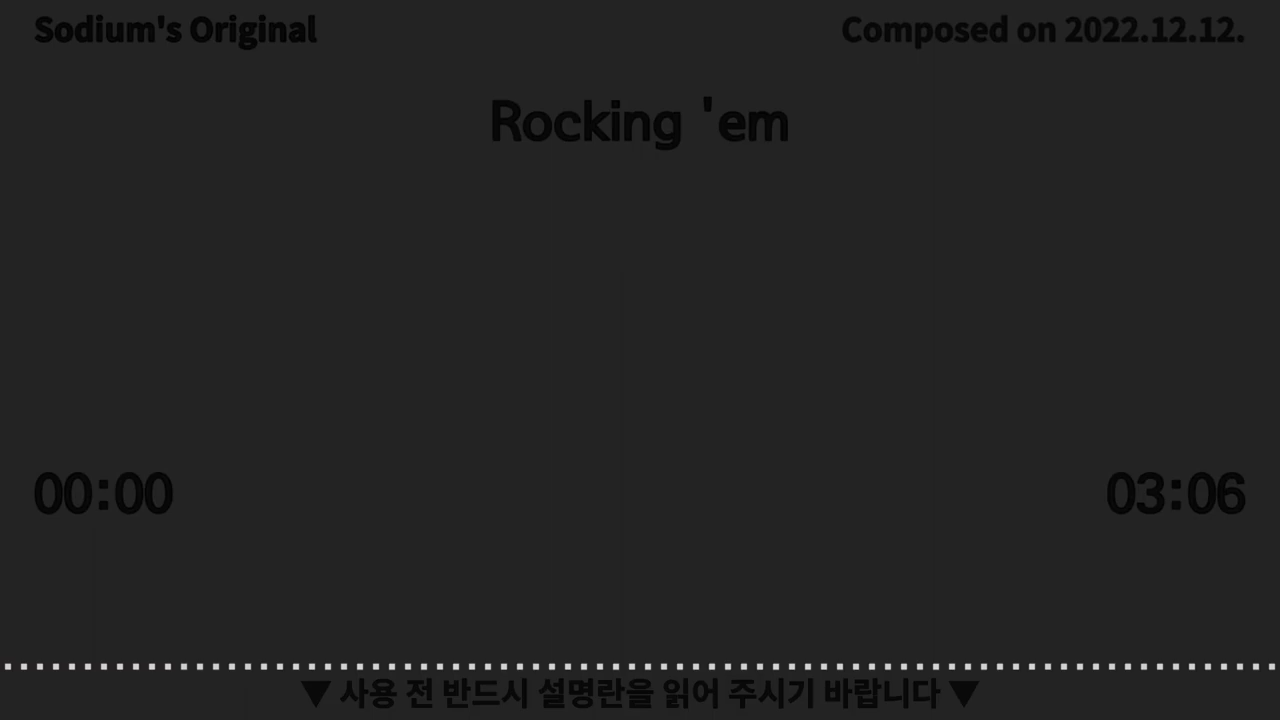 Sodium's Original
Composed on 2022.12.12.
Rocking 'em
00:00
03:06
▼ 사용 전 반드시 설명란을 읽어 주시기 바랍니다 ▼